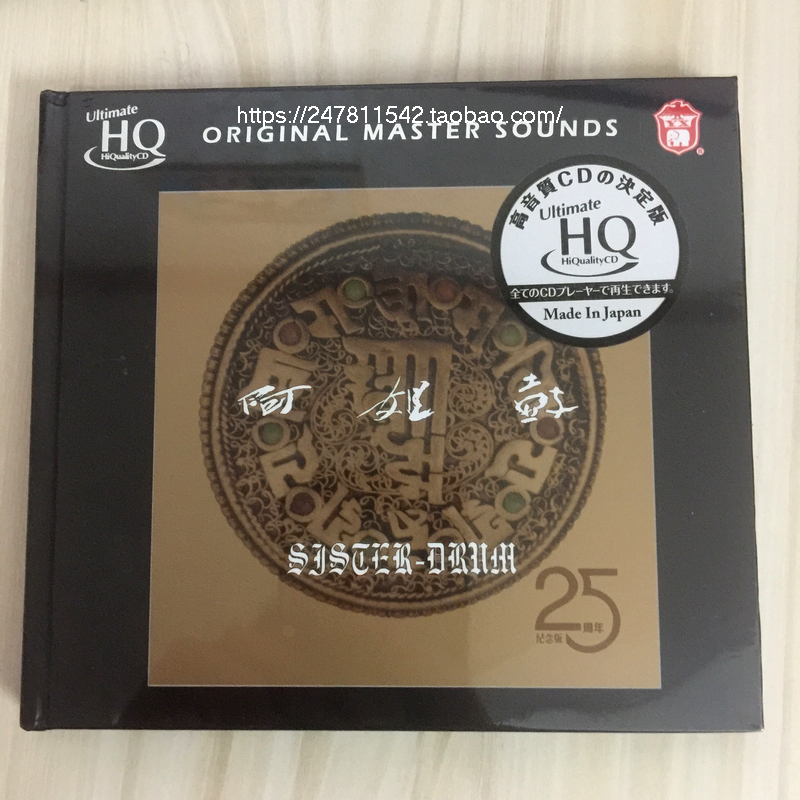 https://247811542.taobao.com/
Ultimate
HQ
HiQualityCD
ORIGINAL MASTER SOUNDS
®
高音質CDの決定版
Ultimate
HQ
HiQualityCD
全てのCDプレーヤーで再生できます。
Made In Japan
阿姐鼓
SISTER-DRUM
25
周年
纪念版